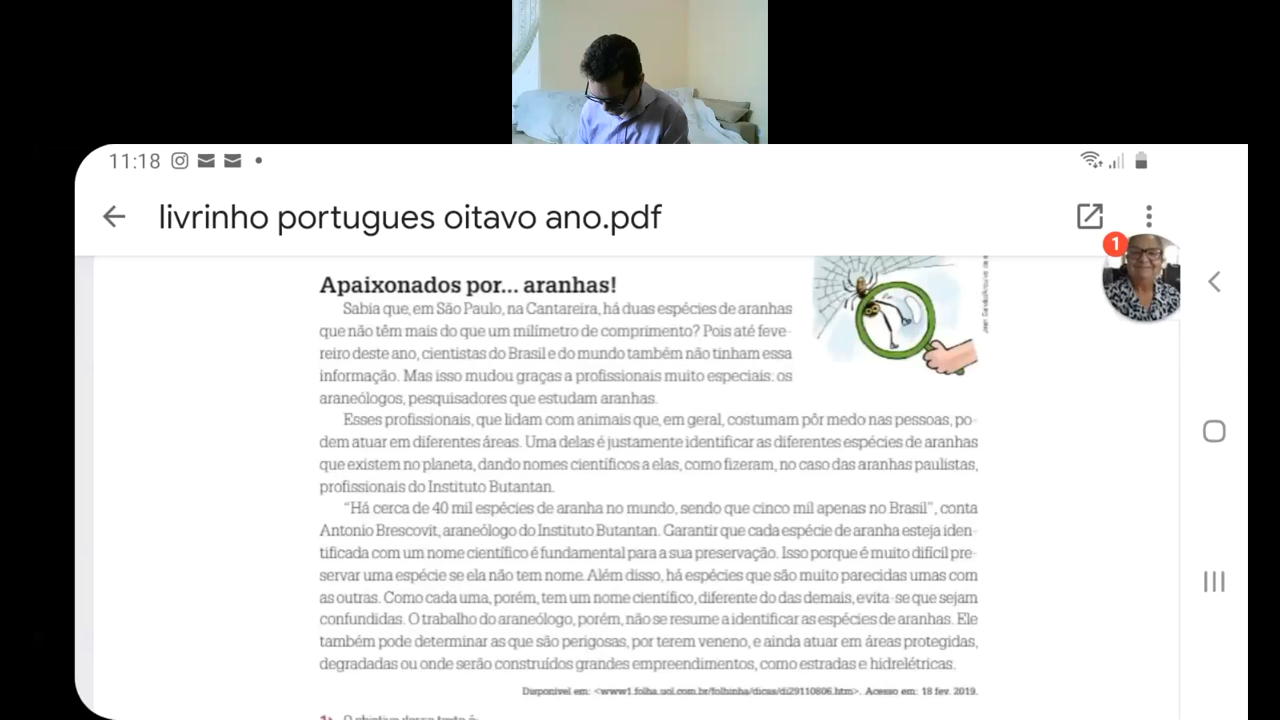 11:18
livrinho portugues oitavo ano.pdf
1
Apaixonados por... aranhas!
Sabia que, em São Paulo, na Cantareira, há duas espécies de aranhas
que não têm mais do que um milímetro de comprimento? Pois até feve-
reiro deste ano, cientistas do Brasil e do mundo também não tinham essa
informação. Mas isso mudou graças a profissionais muito especiais: os
araneólogos, pesquisadores que estudam aranhas.
Esses profissionais, que lidam com animais que, em geral, costumam pôr medo nas pessoas, po-
dem atuar em diferentes áreas. Uma delas é justamente identificar as diferentes espécies de aranhas
que existem no planeta, dando nomes científicos a elas, como fizeram, no caso das aranhas paulistas,
profissionais do Instituto Butantan.
"Há cerca de 40 mil espécies de aranha no mundo, sendo que cinco mil apenas no Brasil", conta
Antonio Brescovit, araneólogo do Instituto Butantan. Garantir que cada espécie de aranha esteja iden-
tificada com um nome científico é fundamental para a sua preservação. Isso porque é muito difícil pre-
servar uma espécie se ela não tem nome. Além disso, há espécies que são muito parecidas umas com
as outras. Como cada uma, porém, tem um nome científico, diferente do das demais, evita-se que sejam
confundidas. O trabalho do araneólogo, porém, não se resume a identificar as espécies de aranhas. Ele
também pode determinar as que são perigosas, por terem veneno, e ainda atuar em áreas protegidas,
degradadas ou onde serão construídos grandes empreendimentos, como estradas e hidrelétricas.
Disponível em: <www1.folha.uol.com.br/folhinha/dicas/di29110806.htm>. Acesso em: 18 fev. 2019.
O objetivo desse texto é: